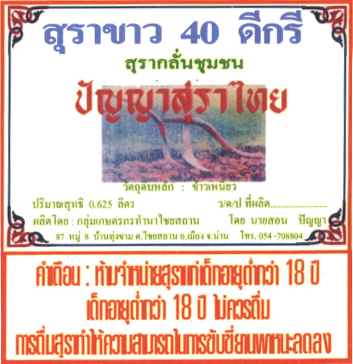 สุราขาว 40 ดีกรี
สุรากลั่นชุมชน
ปัญญาสุราไทย
วัตถุดิบหลัก : ข้าวเหนียว
ปริมาณสุทธิ 0.625 ลิตร ว/ด/ป ที่ผลิต....................
ผลิตโดย : กลุ่มเกษตรกรทำนาไชยสถาน โดย นายสอน ปัญญา
87 หมู่ 8 บ้านทุ่งขาม ต.ไชยสถาน อ.เมือง จ.น่าน โทร. 054 -708804
คำเตือน : ห้ามจำหน่ายสุราแก่เด็กอายุต่ำกว่า 18 ปี
เด็กอายุต่ำกว่า 18 ปี ไม่ควรดื่ม
การดื่มสุราทำให้ความสามารถในการขับขี่ยานพาหนะลดลง